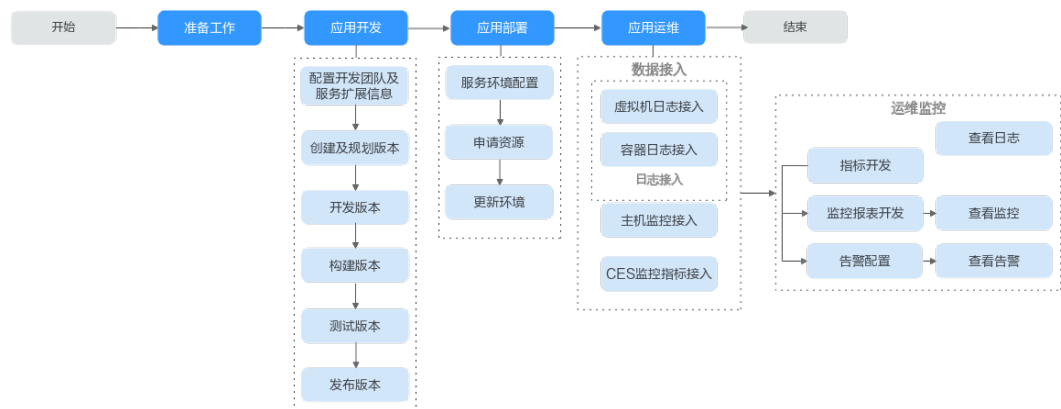 开始
准备工作
应用开发
应用部署
应用运维
结束
配置开发团队及
服务扩展信息
创建及规划版本
开发版本
构建版本
测试版本
发布版本
服务环境配置
申请资源
更新环境
数据接入
虚拟机日志接入
容器日志接入
日志接入
主机监控接入
CES监控指标接入
运维监控
查看日志
指标开发
监控报表开发
查看监控
告警配置
查看告警